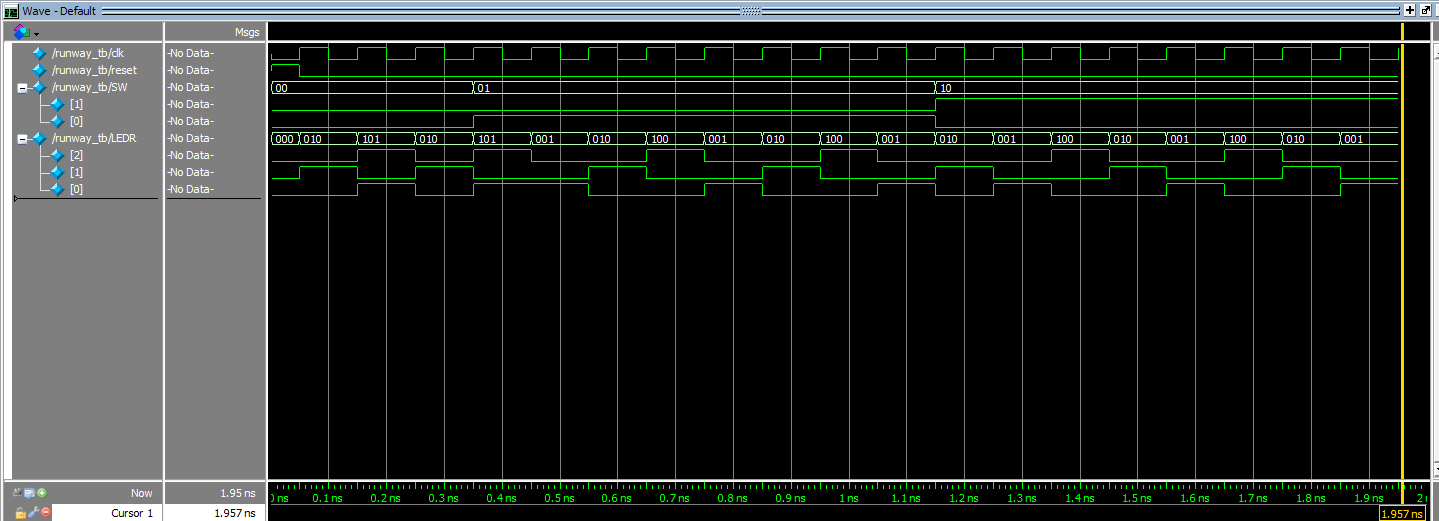 Wave - Default
Msgs
/runway_tb/clk -No Data-
/runway_tb/reset -No Data-
/runway_tb/SW -No Data- 00 01 10
[1] -No Data-
[0] -No Data-
/runway_tb/LEDR -No Data- 000 010 101 010 101 001 010 100 001 010 100 001 010 001 100 010 001 100 010 001
[2] -No Data-
[1] -No Data-
[0] -No Data-
Now 1.95 ns 0 ns 0.1 ns 0.2 ns 0.3 ns 0.4 ns 0.5 ns 0.6 ns 0.7 ns 0.8 ns 0.9 ns 1 ns 1.1 ns 1.2 ns 1.3 ns 1.4 ns 1.5 ns 1.6 ns 1.7 ns 1.8 ns 1.9 ns
Cursor 1 1.957 ns 1.957 ns